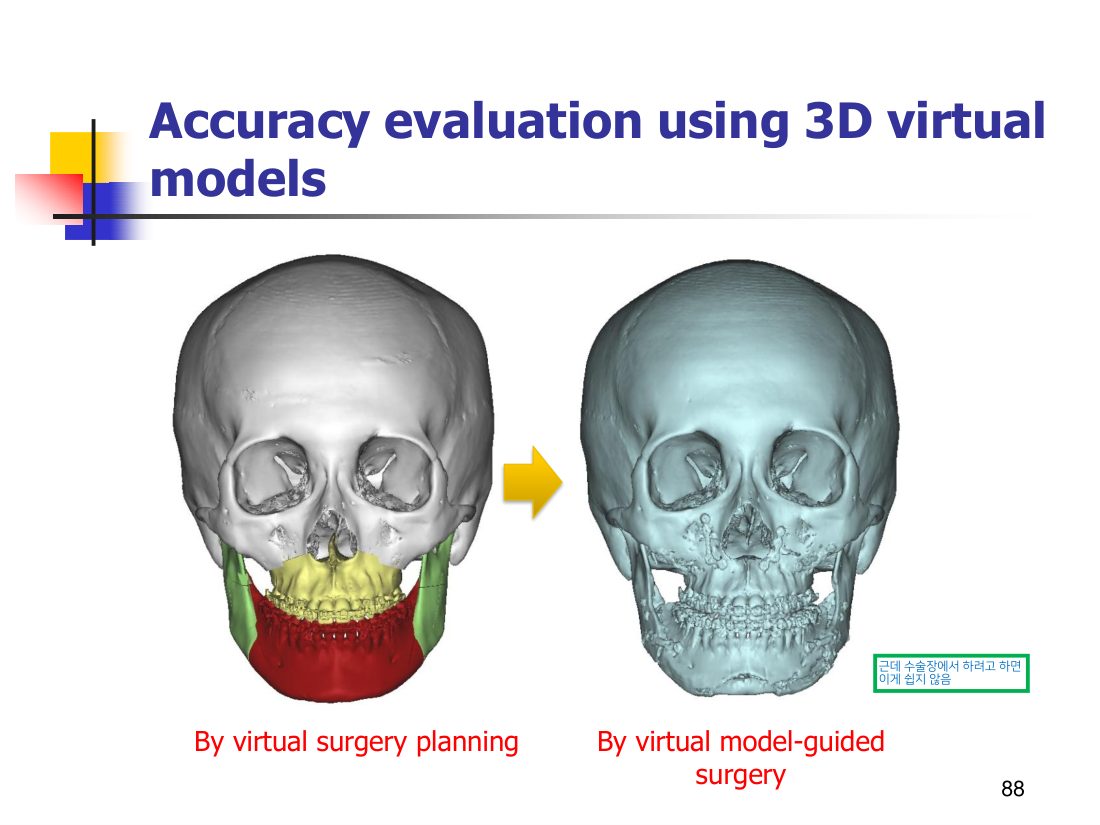 Accuracy evaluation using 3D virtual
models
근데 수술장에서 하려고 하면
이게 쉽지 않음
By virtual surgery planning
By virtual model-guided
surgery
88